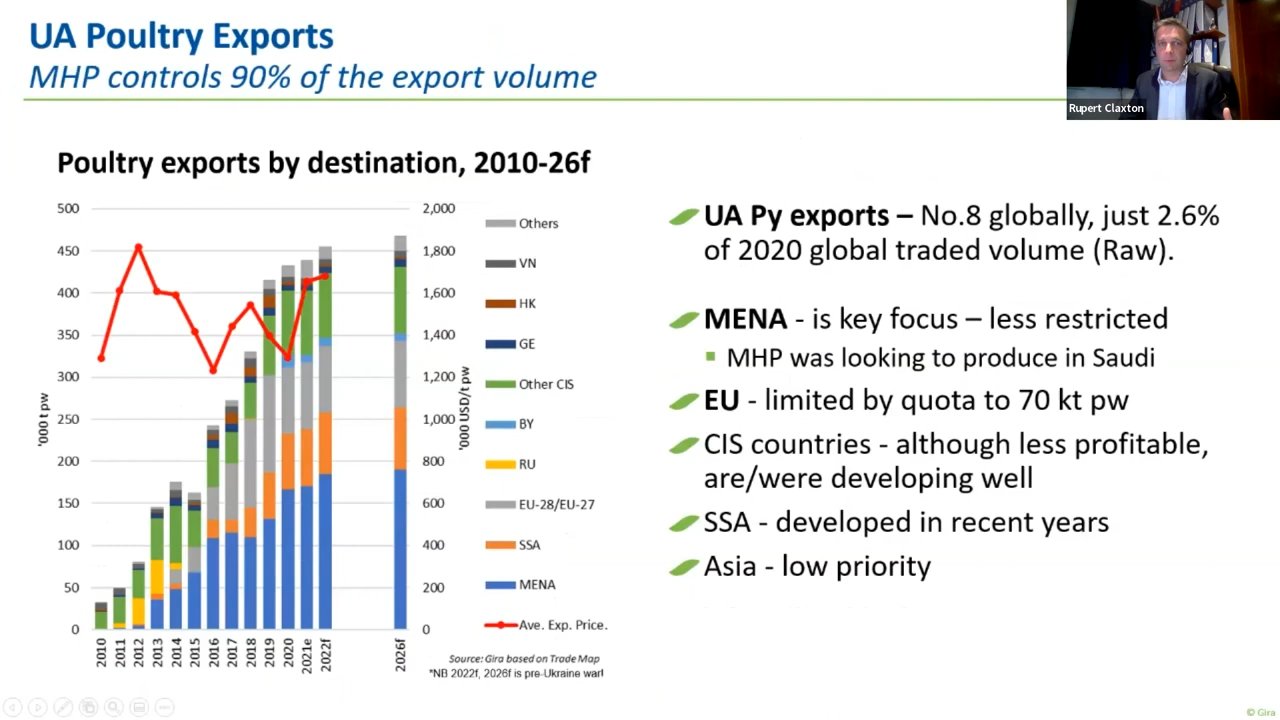 UA Poultry Exports
MHP controls 90% of the export volume
Rupert Claxton
Poultry exports by destination, 2010-26f
500
450
400
350
300
250
200
150
100
50
0
'000 t pw
2,000
1,800
1,600
1,400
1,200
1,000
800
600
400
200
0
'000 USD/t pw
2010
2011
2012
2013
2014
2015
2016
2017
2018
2019
2020
2021e
2022f
2026f
Others
VN
HK
GE
Other CIS
BY
RU
EU-28/EU-27
SSA
MENA
Ave. Exp. Price.
Source: Gira based on Trade Map
*NB 2022f, 2026f is pre-Ukraine war!
UA Py exports – No.8 globally, just 2.6%
of 2020 global traded volume (Raw).
MENA - is key focus – less restricted
MHP was looking to produce in Saudi
EU - limited by quota to 70 kt pw
CIS countries - although less profitable,
are/were developing well
SSA - developed in recent years
Asia - low priority
© Gira